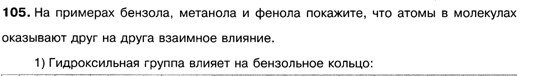 105. На примерах бензола, метанола и фенола покажите, что атомы в молекулах
оказывают друг на друга взаимное влияние.
1) Гидроксильная группа влияет на бензольное кольцо: